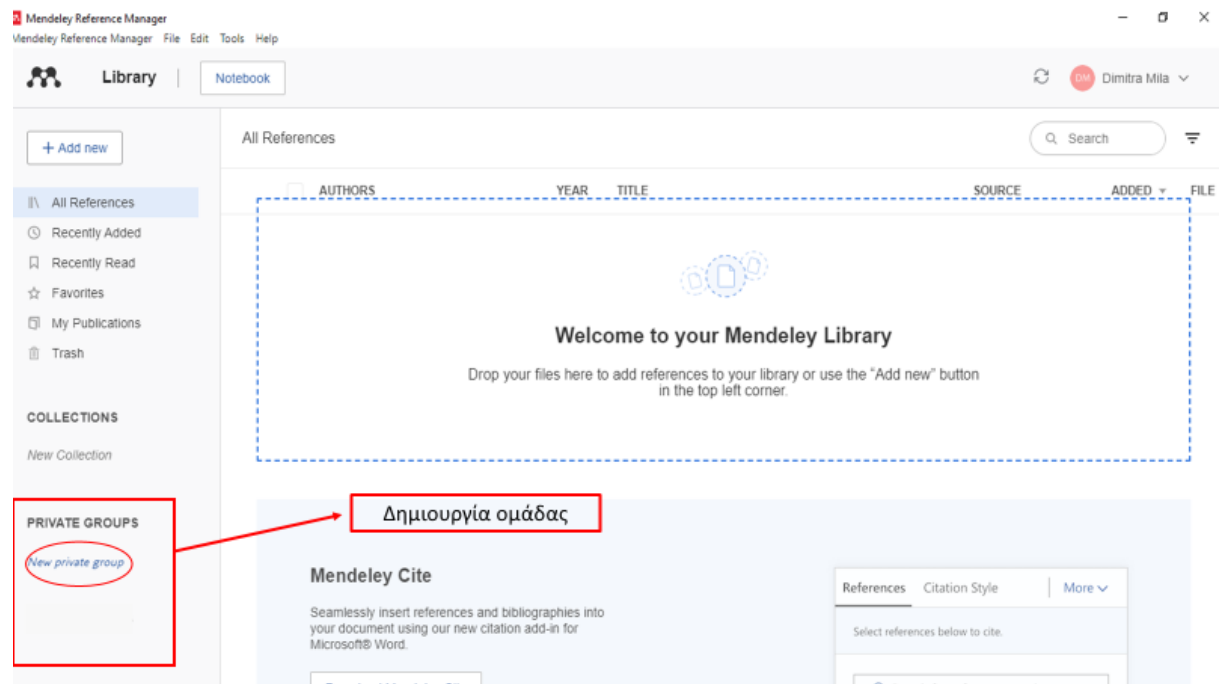 Mendeley Reference Manager
Mendeley Reference Manager File Edit Tools Help
Library Notebook Dimitra Mila
DM
+ Add new
All References
Search
All References
Recently Added
Recently Read
Favorites
My Publications
Trash
COLLECTIONS
New Collection
PRIVATE GROUPS
New private group
AUTHORS YEAR TITLE SOURCE ADDED FILE
Welcome to your Mendeley Library
Drop your files here to add references to your library or use the “Add new” button
in the top left corner.
Δημιουργία ομάδας
Mendeley Cite
Seamlessly insert references and bibliographies into
your document using our new citation add-in for
Microsoft® Word.
References Citation Style More
Select references below to cite.